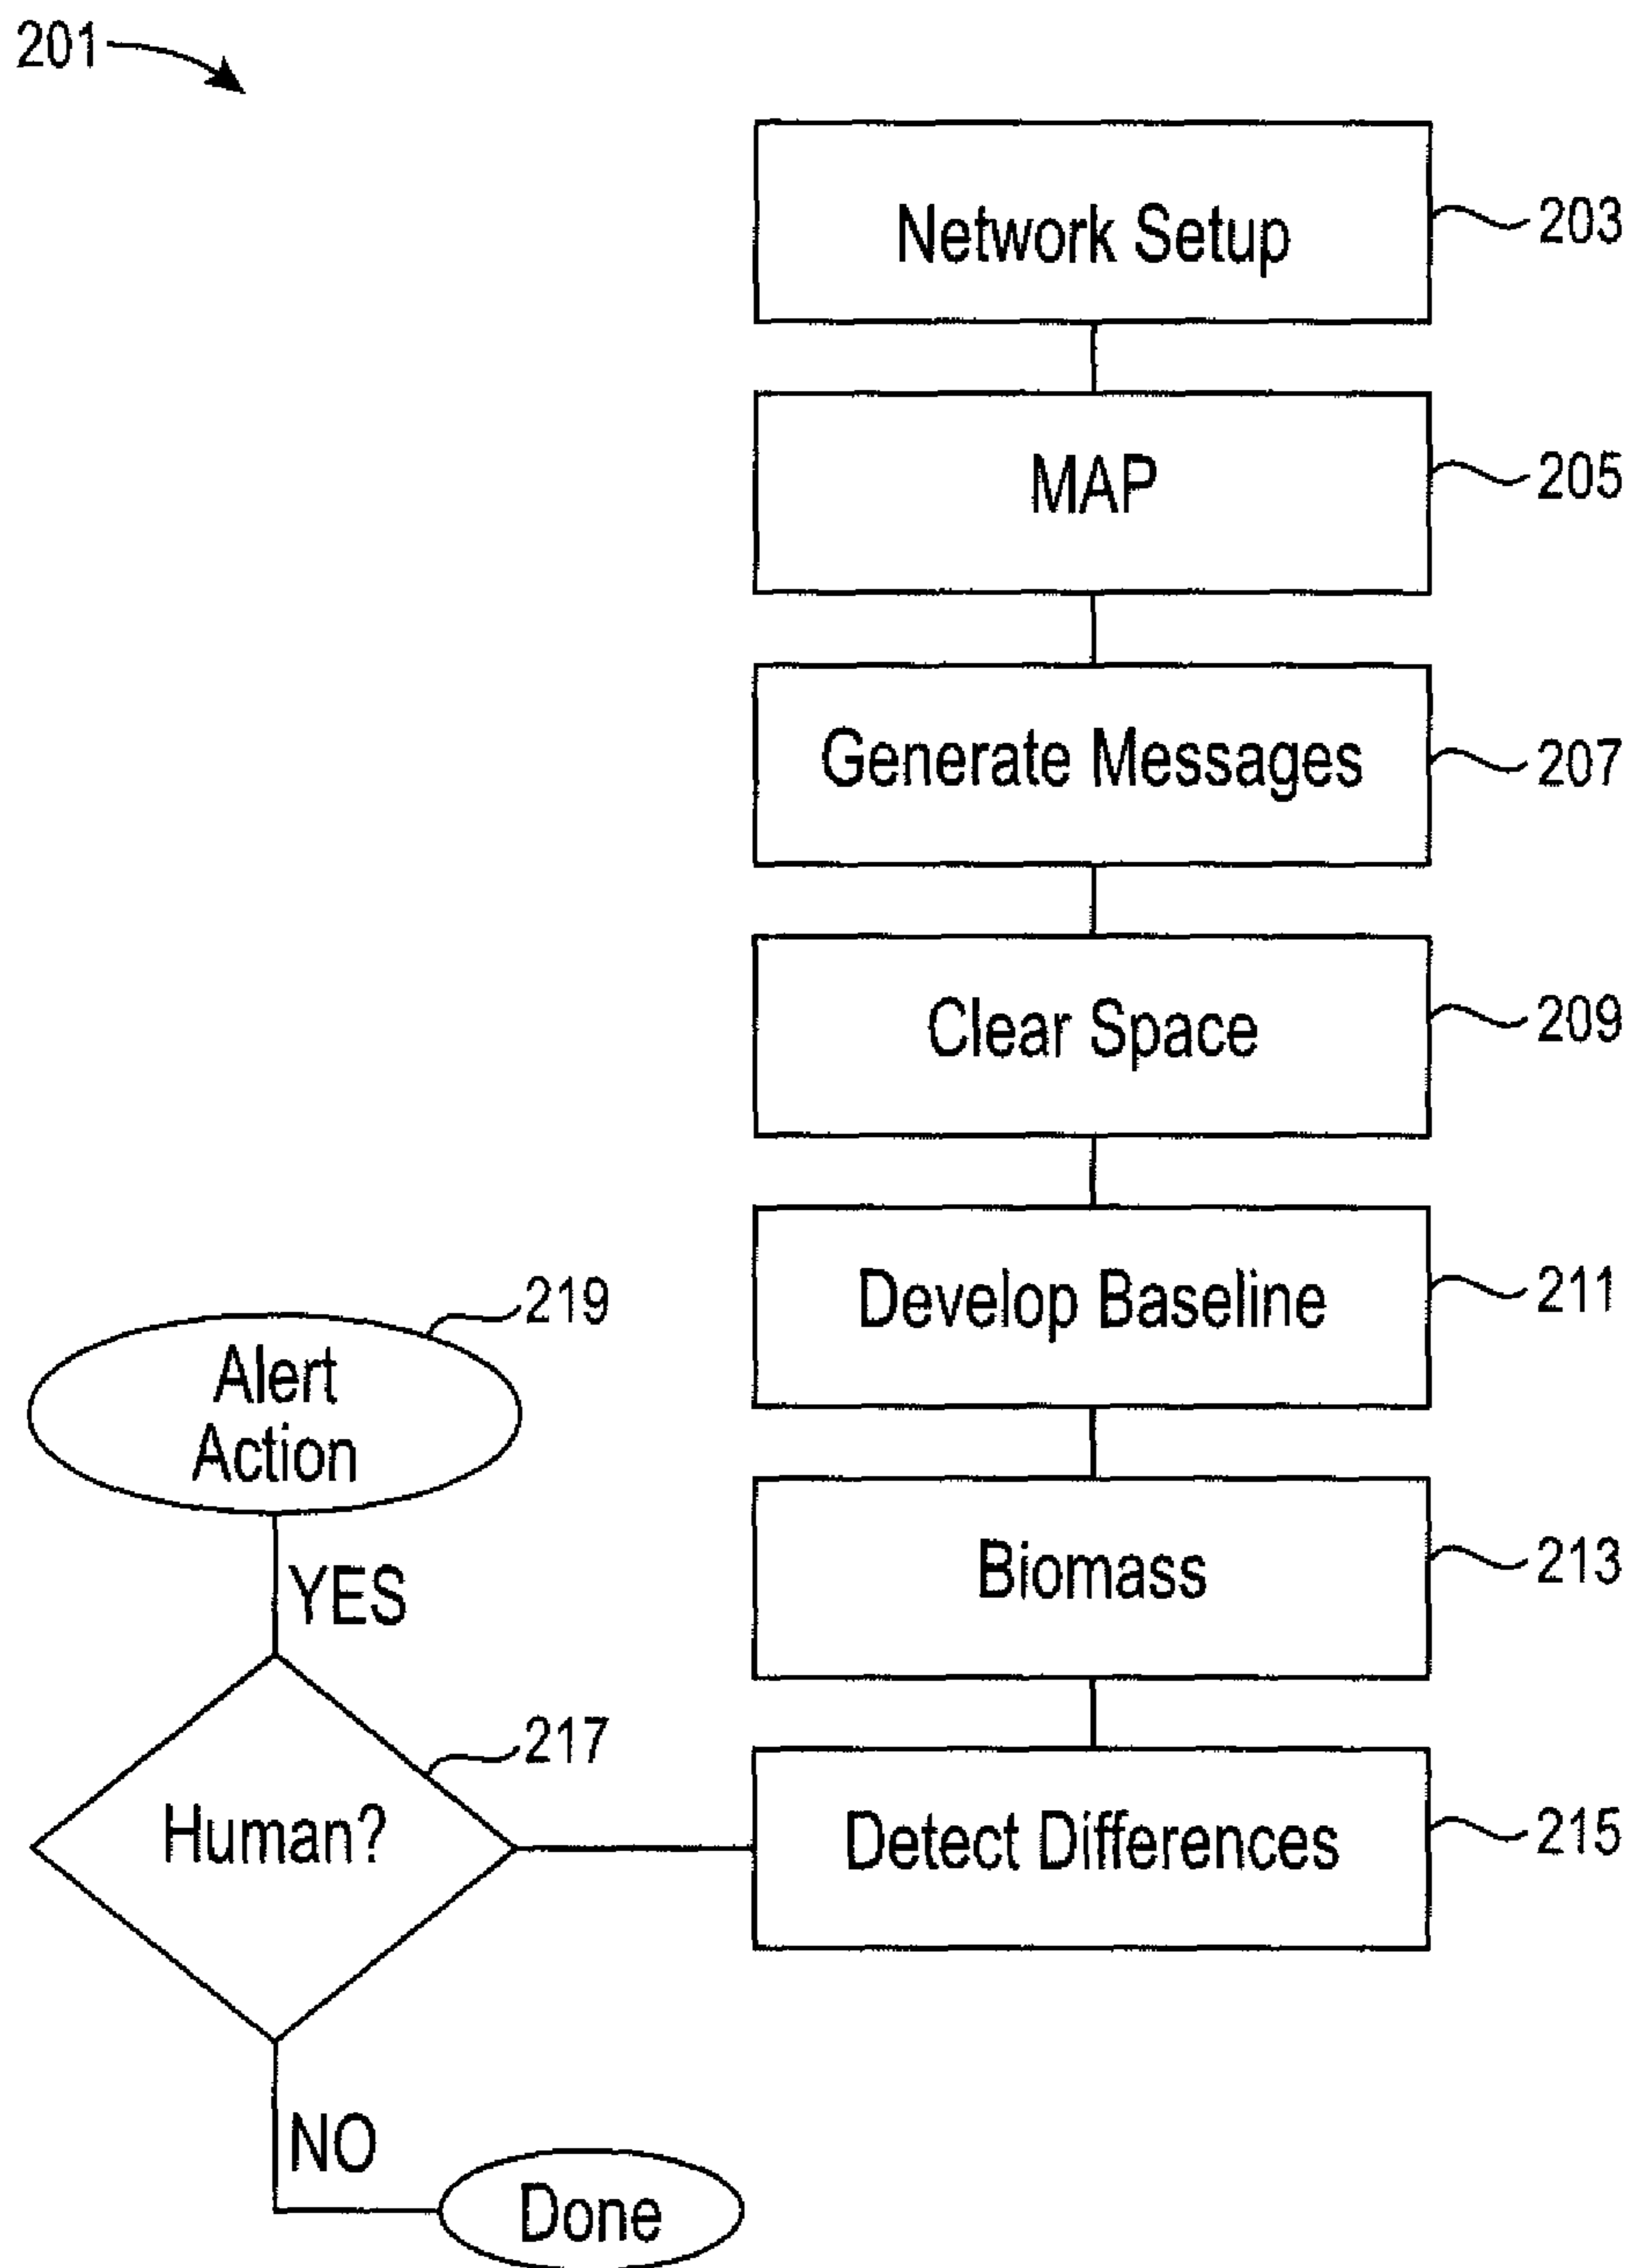 201
Network Setup
203
MAP
205
Generate Messages
207
Clear Space
209
Develop Baseline
211
Biomass
213
Detect Differences
215
Human?
217
YES
Alert
Action
219
NO
Done